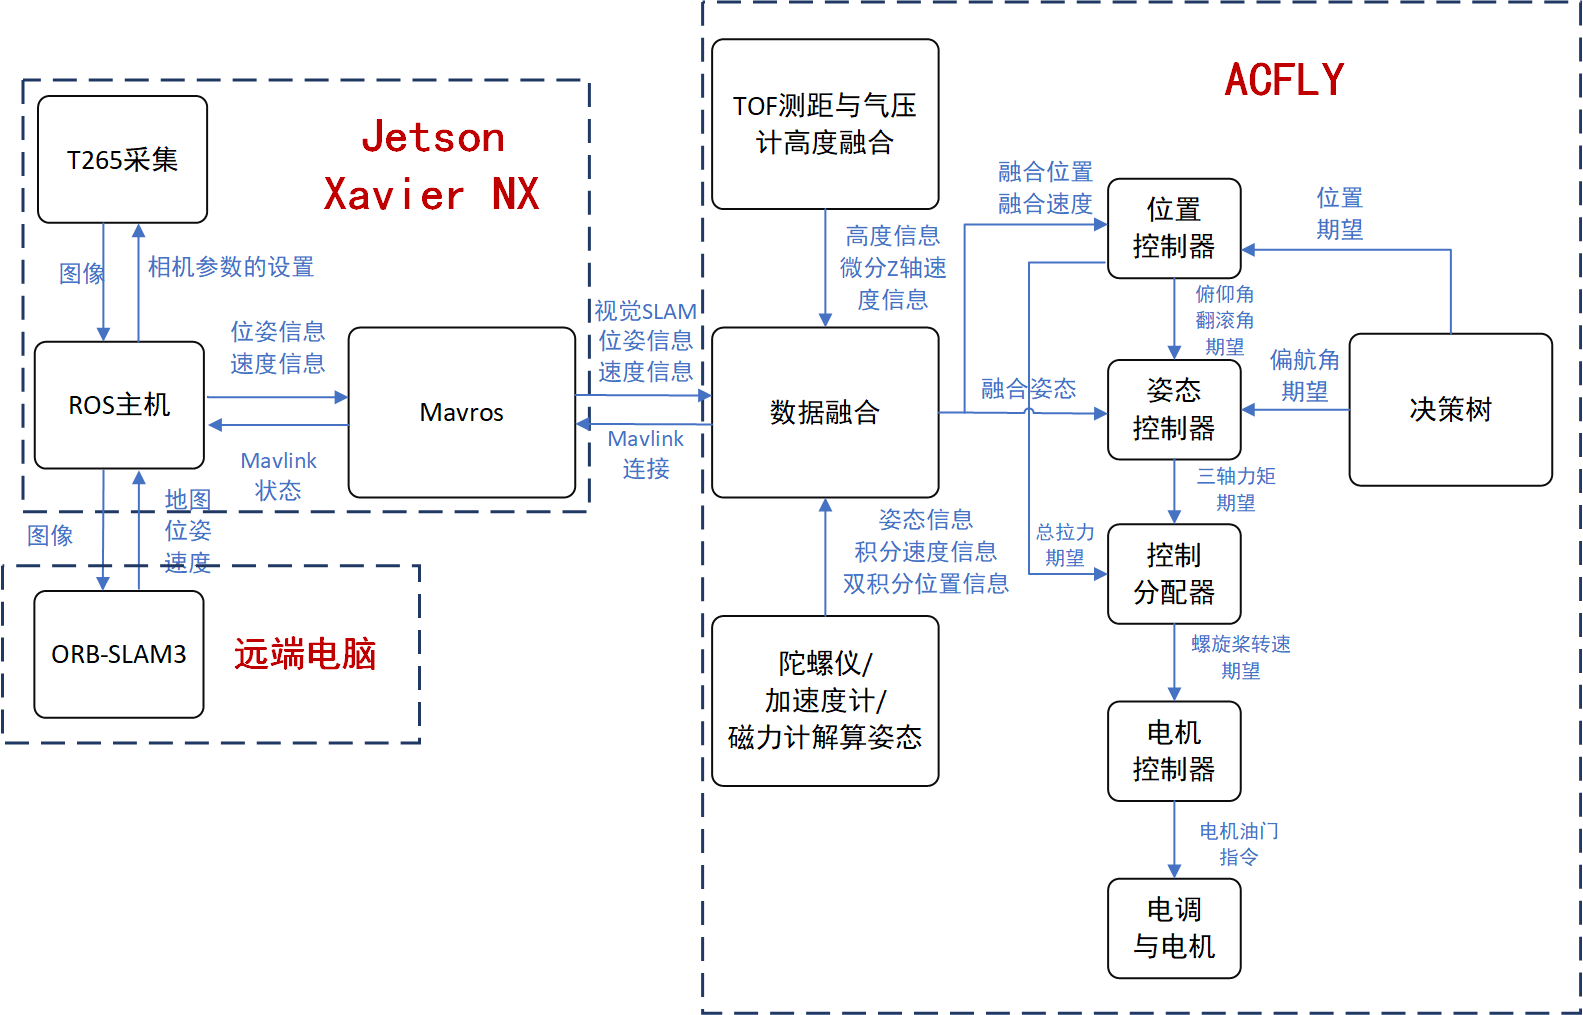 T265采集
Jetson
Xavier NX
图像
相机参数的设置
ROS主机
位姿信息
速度信息
Mavros
Mavlink
状态
图像
地图
位姿
速度
ORB-SLAM3
远端电脑
视觉SLAM
位姿信息
速度信息
Mavlink
连接
ACFLY
TOF测距与气压
计高度融合
高度信息
微分Z轴速
度信息
数据融合
姿态信息
积分速度信息
双积分位置信息
陀螺仪/
加速度计/
磁力计解算姿态
融合位置
融合速度
融合姿态
位置
控制器
位置
期望
俯仰角
翻滚角
期望
姿态
控制器
偏航角
期望
决策树
三轴力矩
期望
总拉力
期望
控制
分配器
螺旋桨转速
期望
电机
控制器
电机油门
指令
电调
与电机